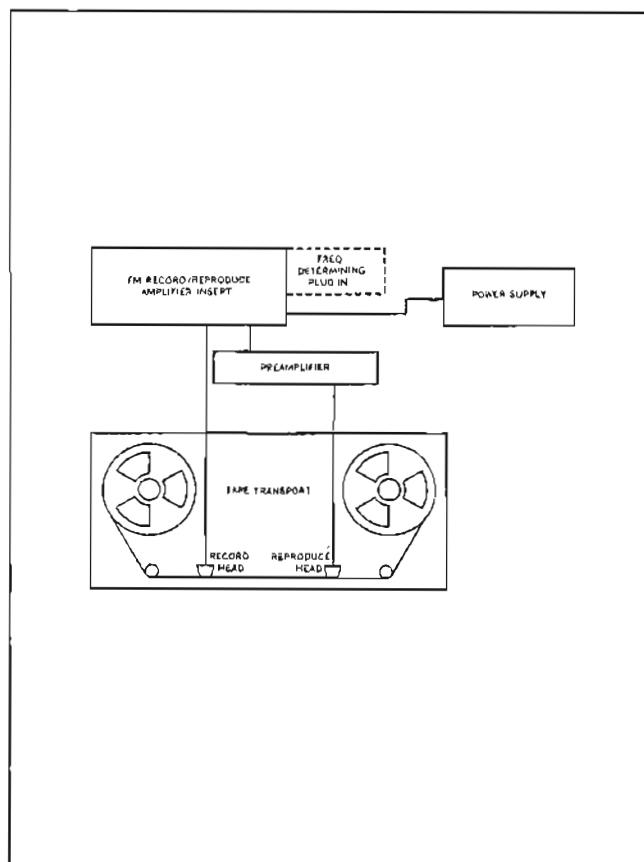 FM RECORD/REPRODUCE
AMPLIFIER INSERT
FREQ
DETERMINING
PLUG IN
POWER SUPPLY
PREAMPLIFIER
TAPE TRANSPORT
RECORD
HEAD
REPRODUCE
HEAD